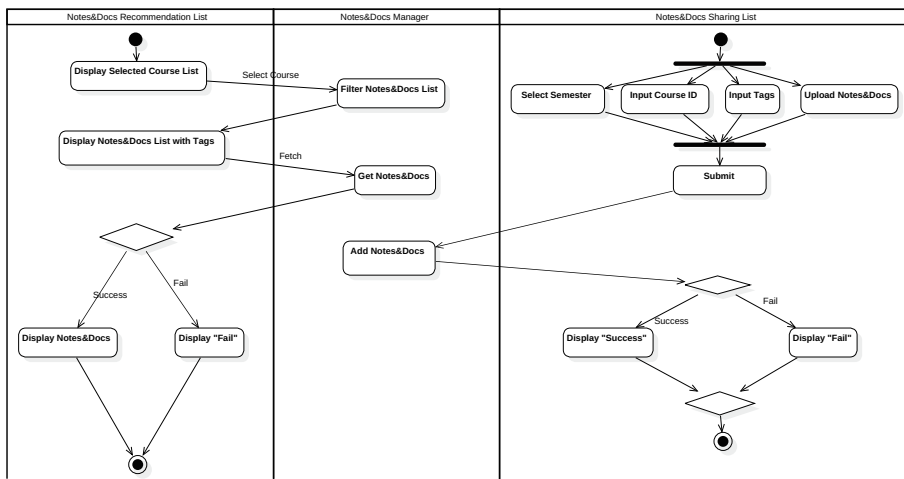 Notes&Docs Recommendation List
Notes&Docs Manager
Notes&Docs Sharing List
Display Selected Course List
Select Course
Filter Notes&Docs List
Select Semester
Input Course ID
Input Tags
Upload Notes&Docs
Display Notes&Docs List with Tags
Fetch
Get Notes&Docs
Submit
Add Notes&Docs
Success
Fail
Success
Fail
Display Notes&Docs
Display "Fail"
Display "Success"
Display "Fail"